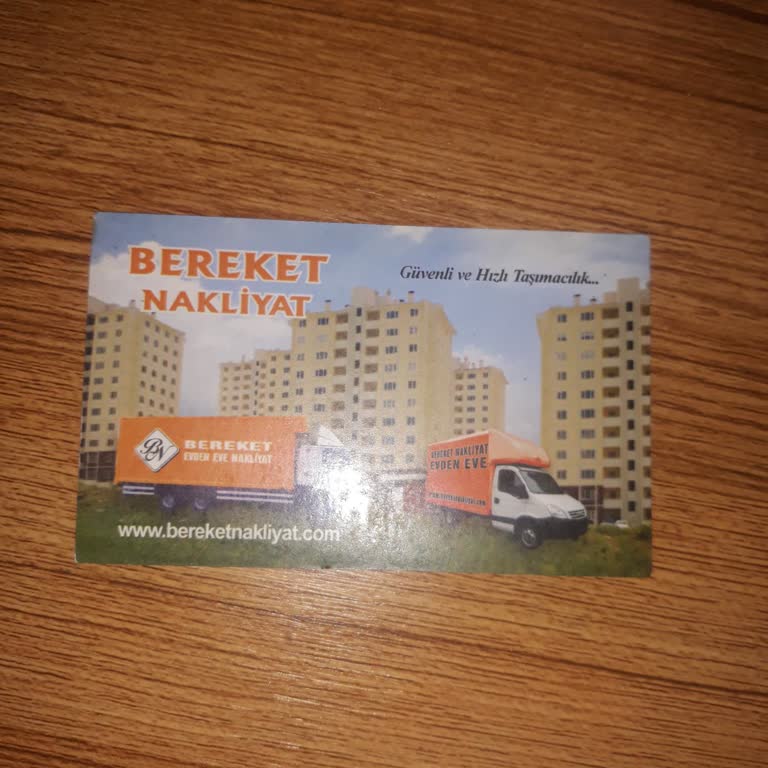 BEREKET
NAKLİYAT
Güvenli ve Hızlı Taşımacılık...
BN
BEREKET
EVDEN EVE NAKLİYAT
BEREKET NAKLİYAT
EVDEN EVE
www.bereketnakliyat.com